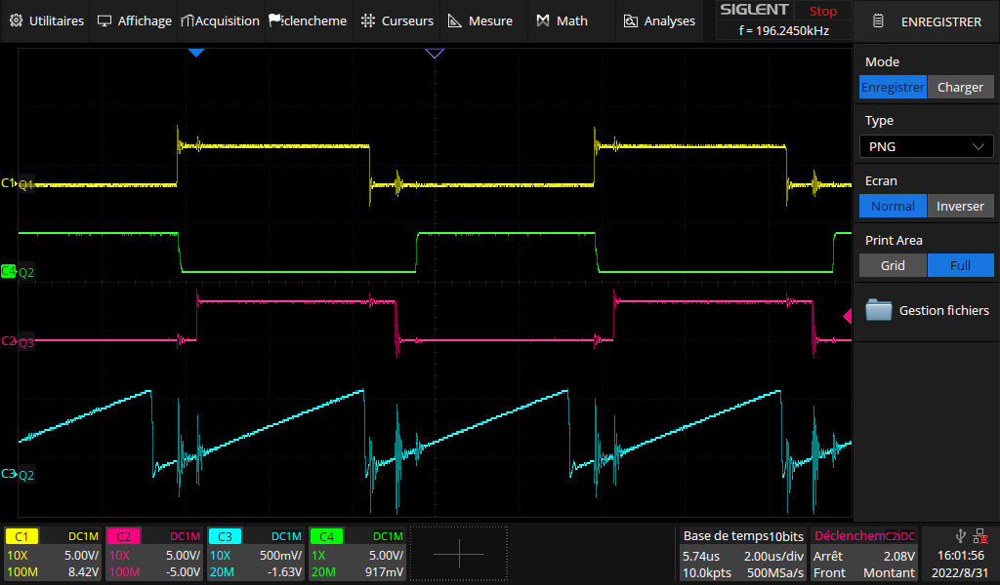 Utilitaires Affichage Acquisition éclencheme Curseurs Mesure Math Analyses SIGLENT Stop ENREGISTRER
f = 196.2450kHz
Mode
Enregistrer Charger
Type
PNG
Ecran
Normal Inverser
Print Area
Grid Full
Gestion fichiers
C1 Q1
C4 Q2
C2 Q3
C3 Q2
C1 DC1M
10X 5.00V/
100M 8.42V
C2 DC1M
10X 5.00V/
100M -5.00V
C3 DC1M
10X 500mV/
20M -1.63V
C4 DC1M
1X 5.00V/
20M 917mV
Base de temps 10bits
5.74us 2.00us/div
10.0kpts 500MSa/s
Déclenchem C2 DC
Arrêt 2.08V
Front Montant
16:01:56
2022/8/31